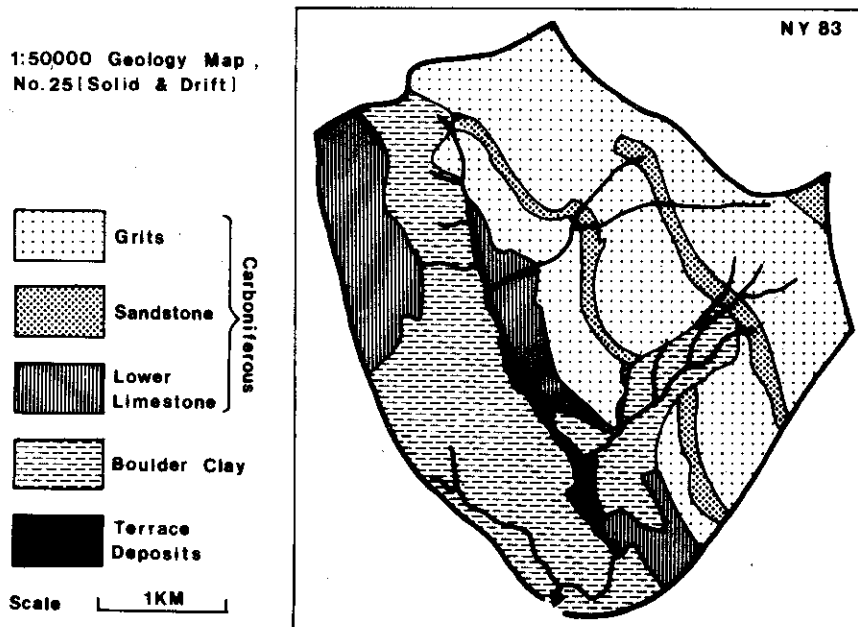 1:50000 Geology Map,
No.25[Solid & Drift]
NY 83
Grits
Sandstone
Lower
Limestone
Carboniferous
Boulder Clay
Terrace
Deposits
Scale 1KM